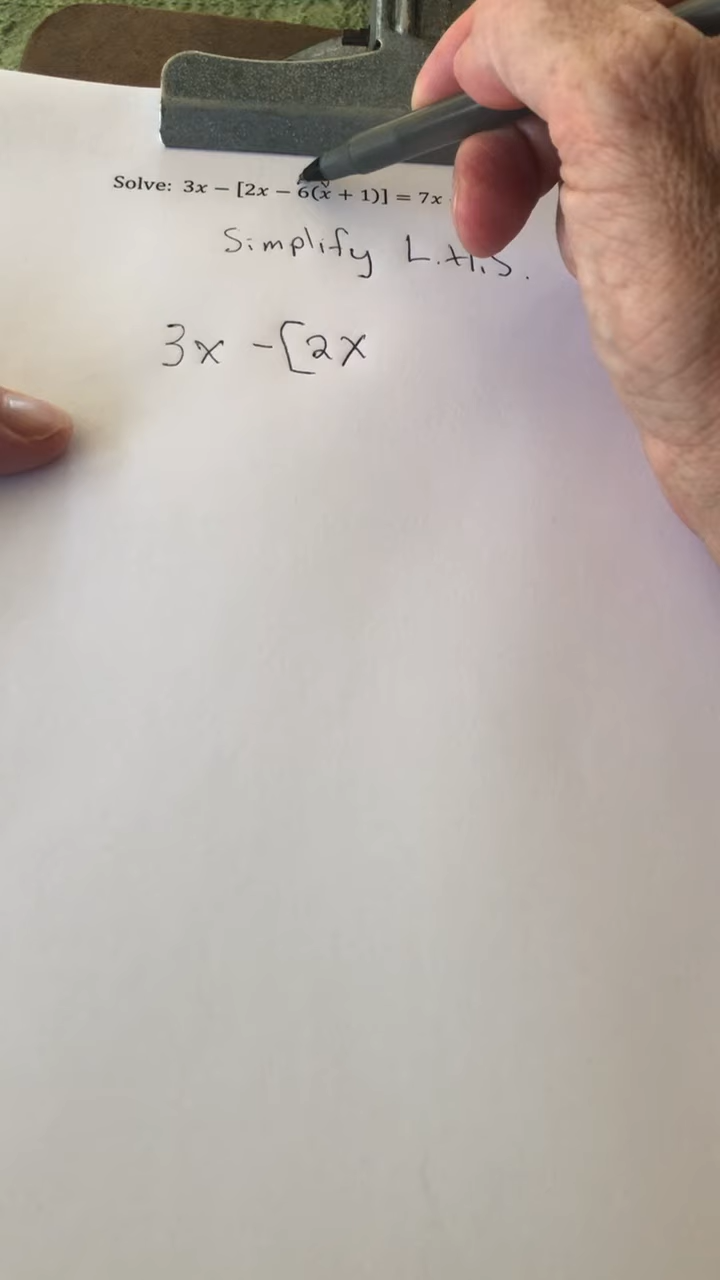 Solve: 3x − [2x − 6(x + 1)] = 7x
Simplify L.H.S.
3x -[2x